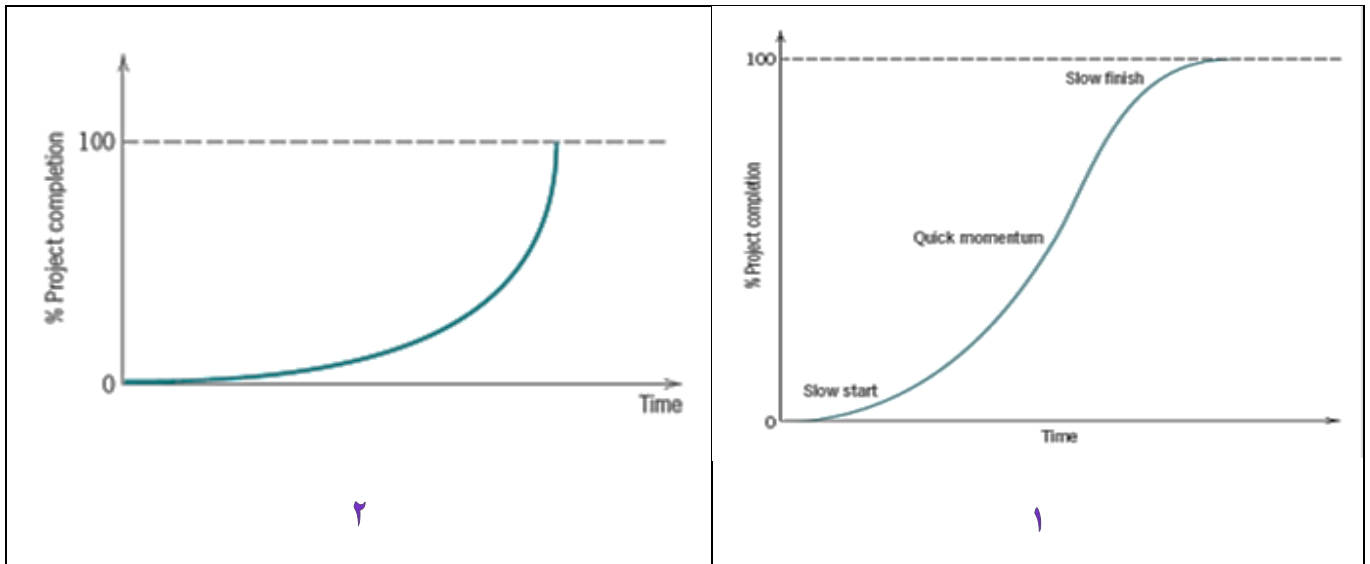 100
% Project completion
0
Time
٢
100
Slow finish
% Project completion
Quick momentum
Slow start
0
Time
١